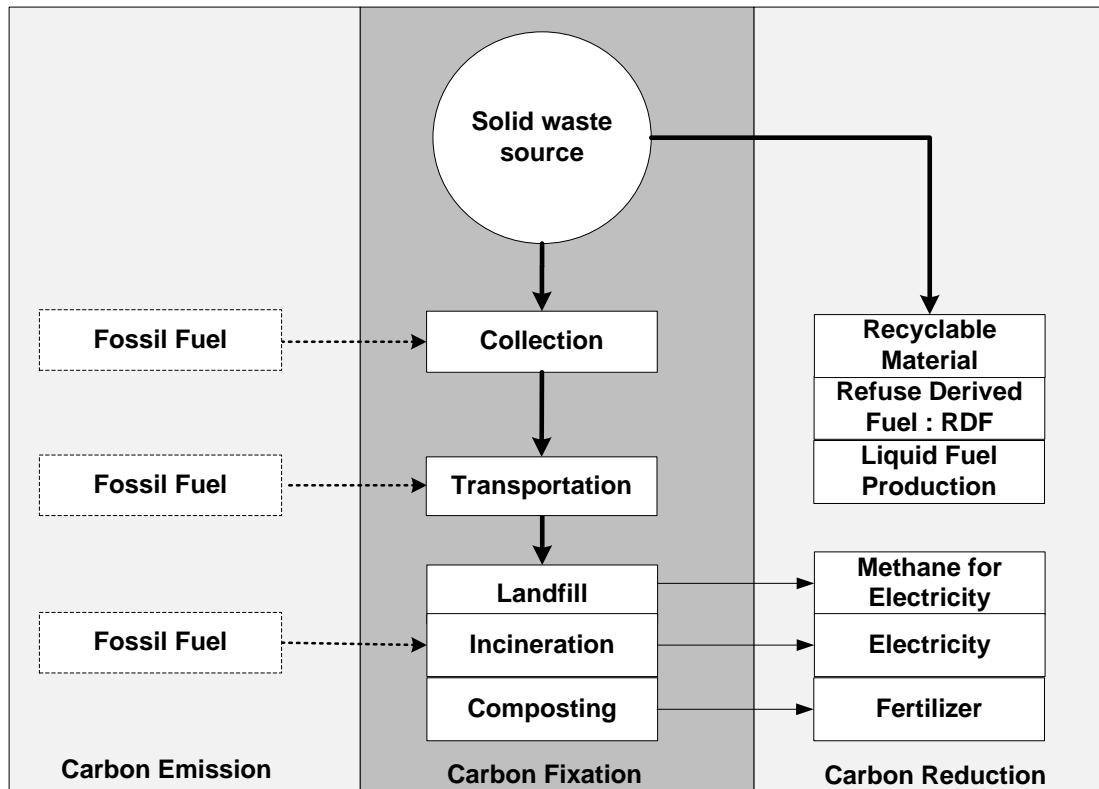 Solid waste
source
Fossil Fuel
Collection
Recyclable
Material
Refuse Derived
Fuel : RDF
Liquid Fuel
Production
Fossil Fuel
Transportation
Landfill
Methane for
Electricity
Fossil Fuel
Incineration
Electricity
Composting
Fertilizer
Carbon Emission
Carbon Fixation
Carbon Reduction